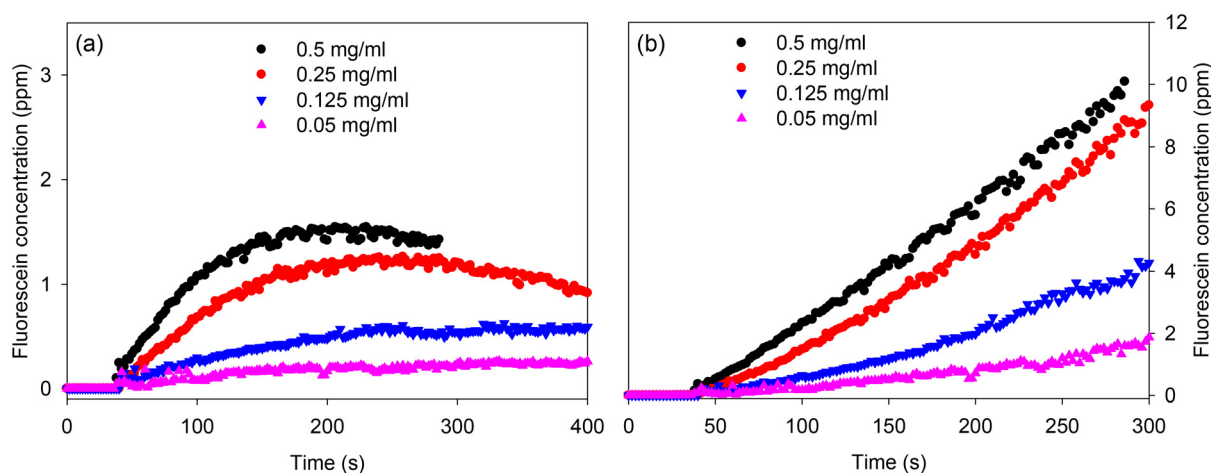 (a)
0.5 mg/ml
0.25 mg/ml
0.125 mg/ml
0.05 mg/ml
Fluorescein concentration (ppm)
3
2
1
0
0 100 200 300 400
Time (s)
(b)
0.5 mg/ml
0.25 mg/ml
0.125 mg/ml
0.05 mg/ml
12
10
8
6
4
2
0
Fluorescein concentration (ppm)
0 50 100 150 200 250 300
Time (s)